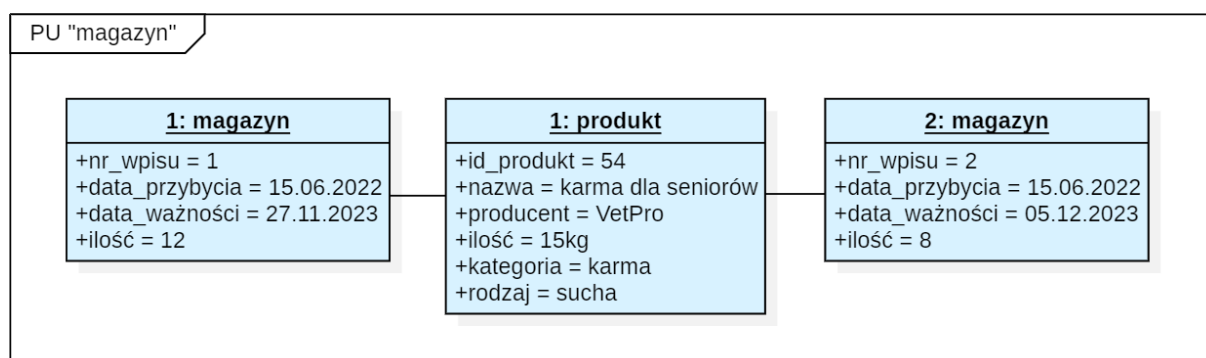 PU "magazyn"
1: magazyn
+nr_wpisu = 1
+data_przybycia = 15.06.2022
+data_ważności = 27.11.2023
+ilość = 12
1: produkt
+id_produkt = 54
+nazwa = karma dla seniorów
+producent = VetPro
+ilość = 15kg
+kategoria = karma
+rodzaj = sucha
2: magazyn
+nr_wpisu = 2
+data_przybycia = 15.06.2022
+data_ważności = 05.12.2023
+ilość = 8